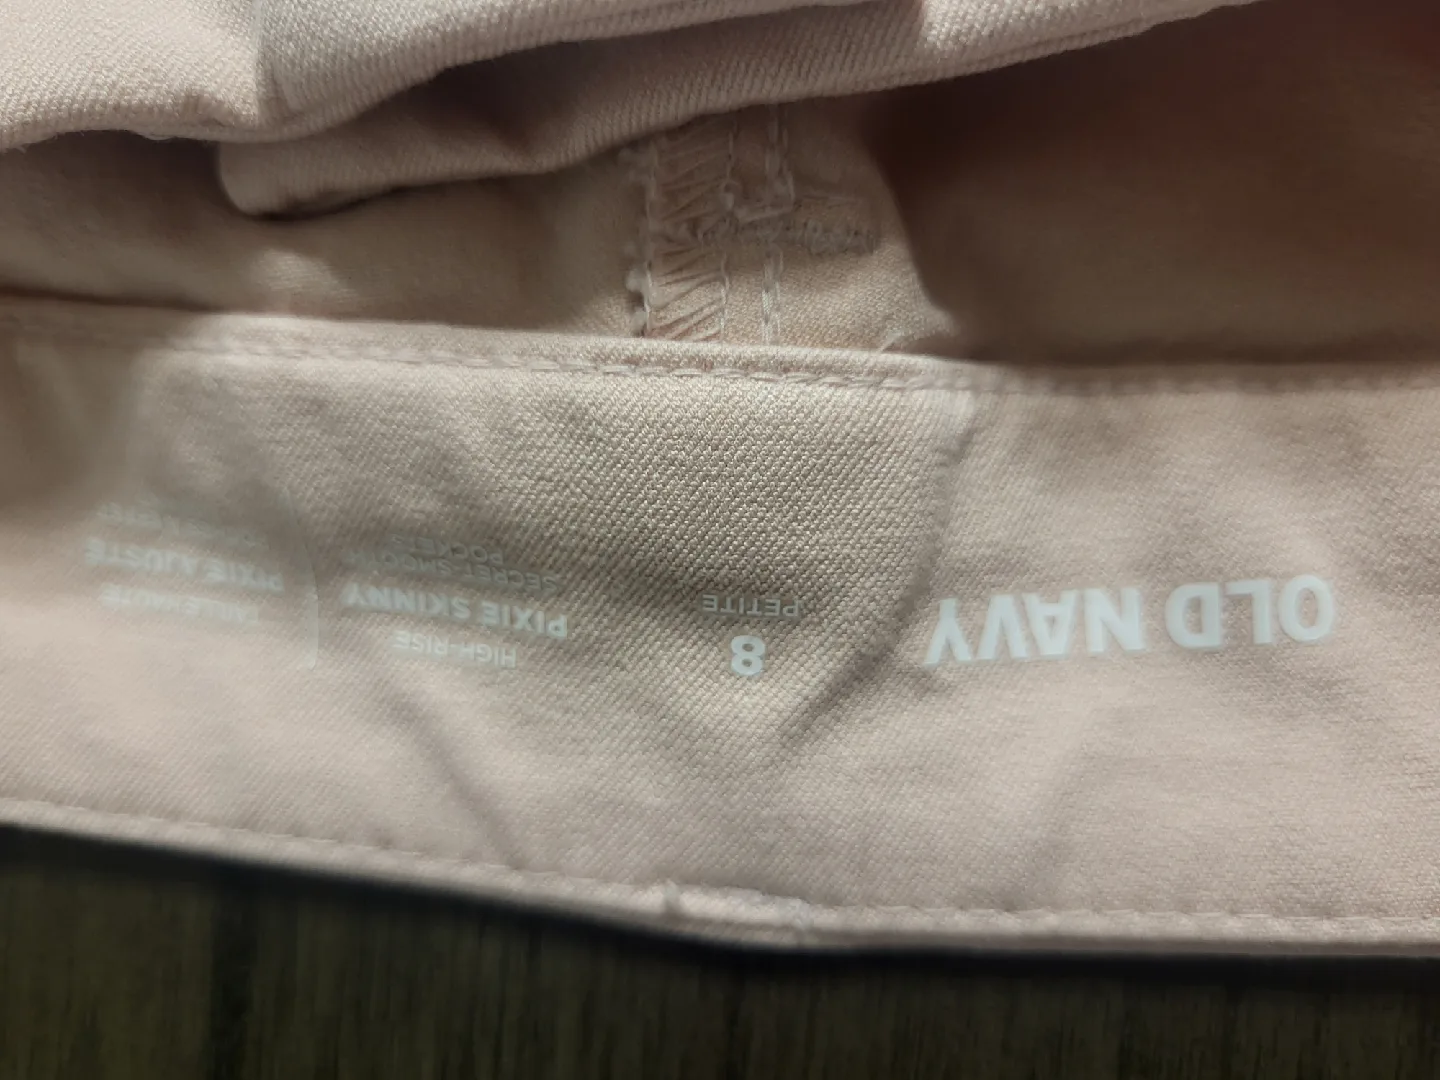 OLD NAVY
8
PETITE
HIGH-RISE
PIXIE SKINNY
SECRET-SMOOTH
POCKETS
TAILLE HAUTE
PIXIE AJUSTÉ